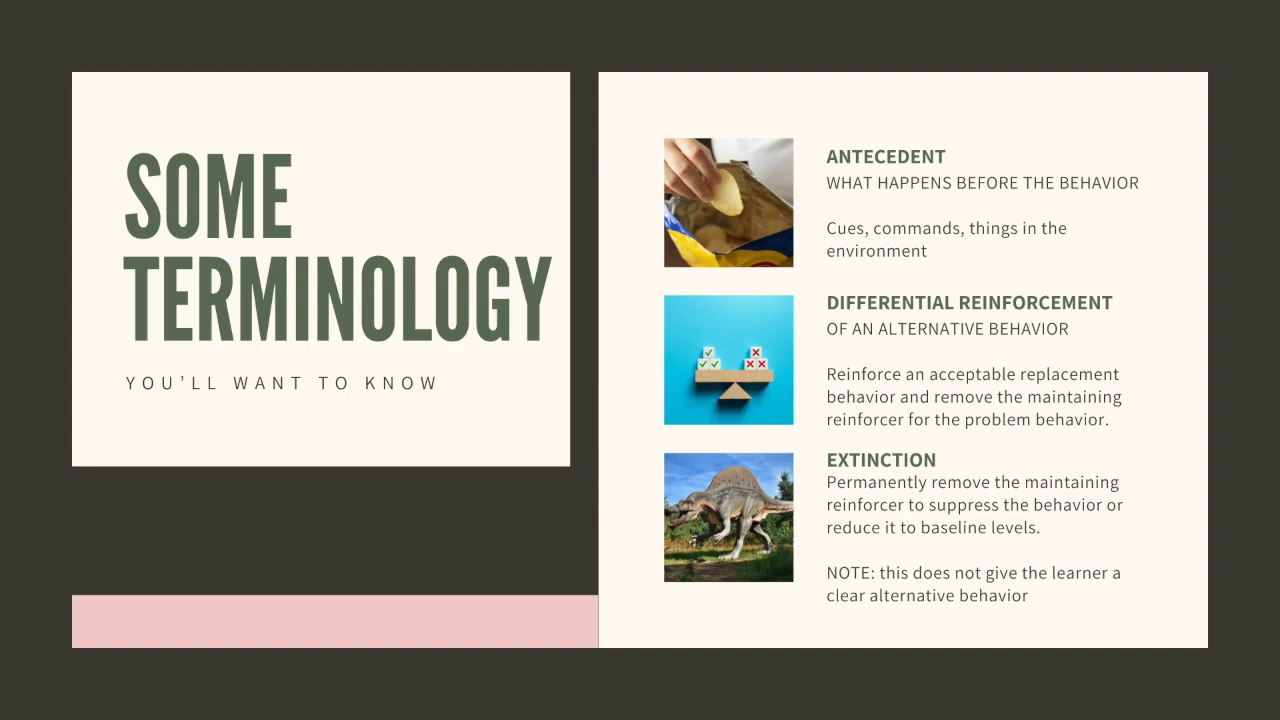 SOME
TERMINOLOGY
YOU’LL WANT TO KNOW
ANTECEDENT
WHAT HAPPENS BEFORE THE BEHAVIOR
Cues, commands, things in the
environment
DIFFERENTIAL REINFORCEMENT
OF AN ALTERNATIVE BEHAVIOR
Reinforce an acceptable replacement
behavior and remove the maintaining
reinforcer for the problem behavior.
EXTINCTION
Permanently remove the maintaining
reinforcer to suppress the behavior or
reduce it to baseline levels.
NOTE: this does not give the learner a
clear alternative behavior